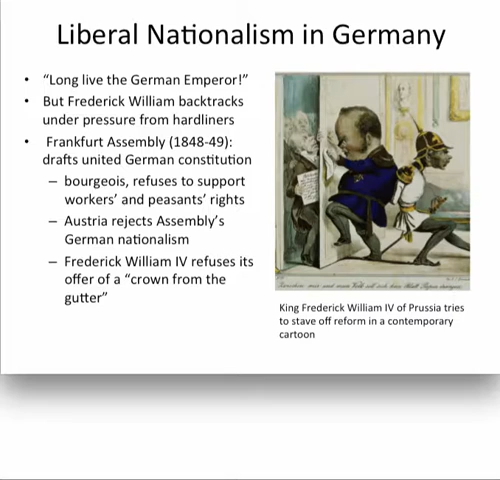 Liberal Nationalism in Germany
• “Long live the German Emperor!”
• But Frederick William backtracks
under pressure from hardliners
• Frankfurt Assembly (1848-49):
drafts united German constitution
– bourgeois, refuses to support
workers’ and peasants’ rights
– Austria rejects Assembly’s
German nationalism
– Frederick William IV refuses its
offer of a “crown from the
gutter”
King Frederick William IV of Prussia tries
to stave off reform in a contemporary
cartoon